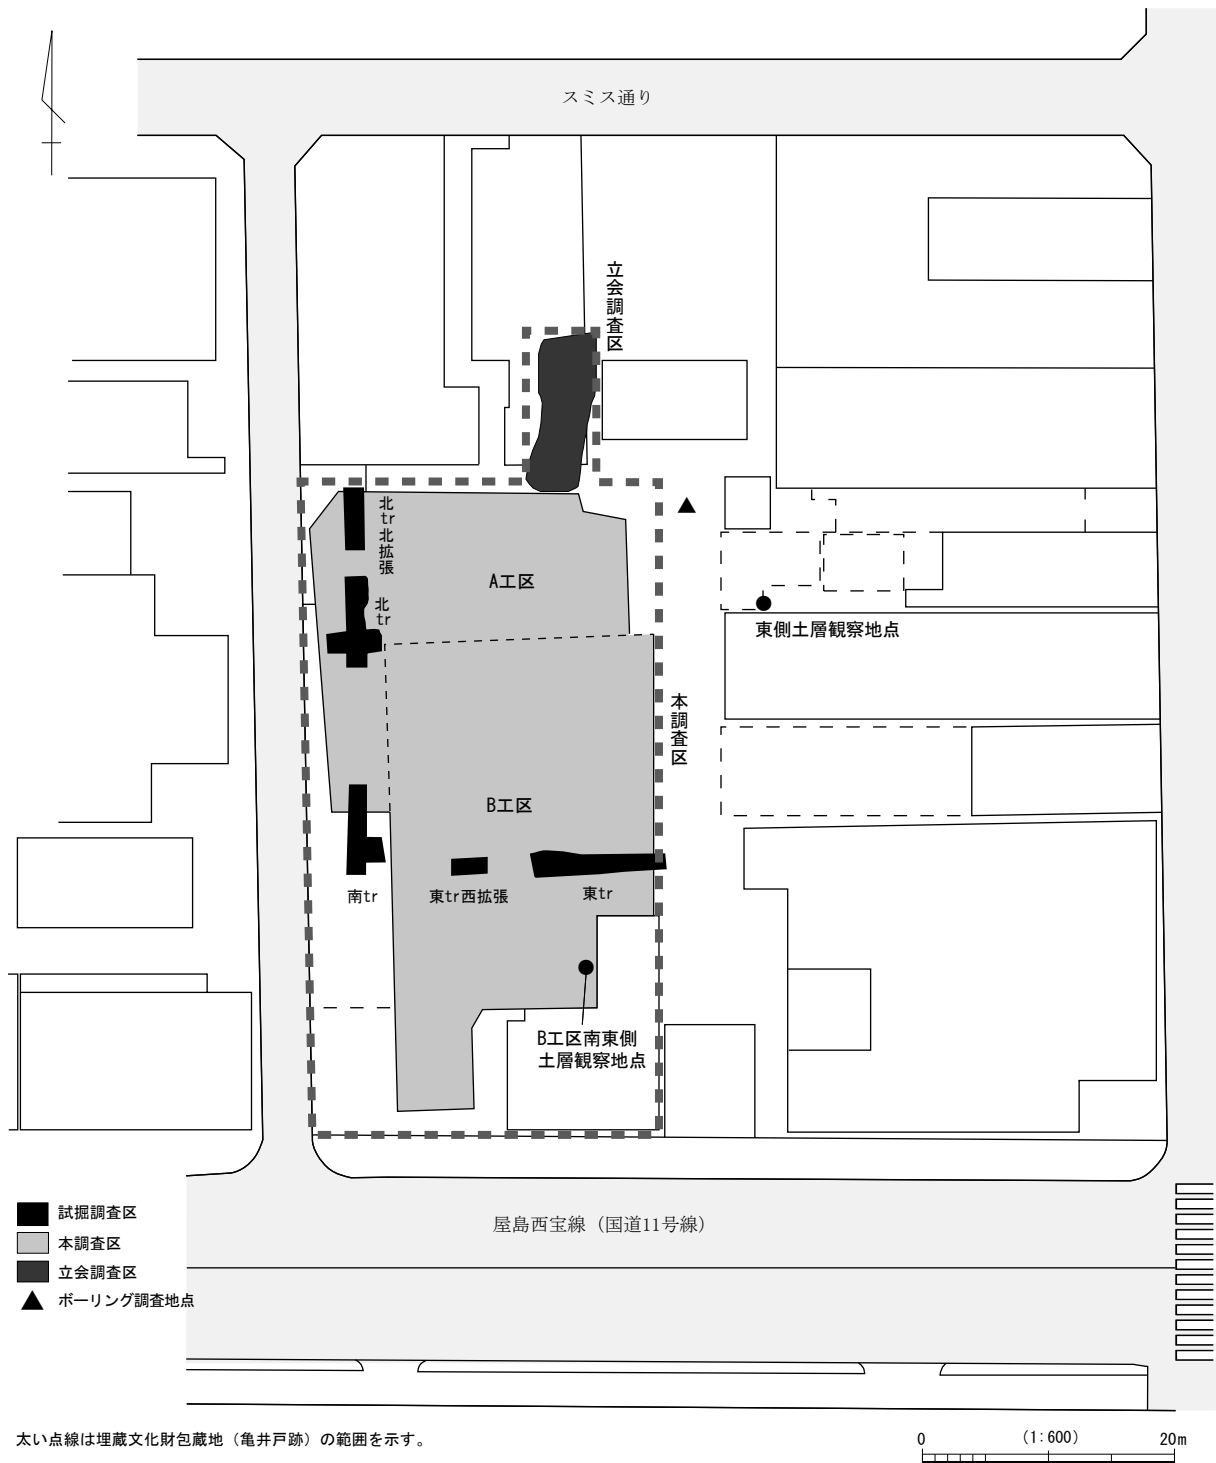 スミス通り
立会調査区
北tr北拡張
北tr
A工区
東側土層観察地点
本調査区
B工区
南tr
東tr西拡張
東tr
B工区南東側
土層観察地点
屋島西宝線（国道11号線）
試掘調査区
本調査区
立会調査区
ボーリング調査地点
太い点線は埋蔵文化財包蔵地（亀井戸跡）の範囲を示す。
0 （1:600） 20m